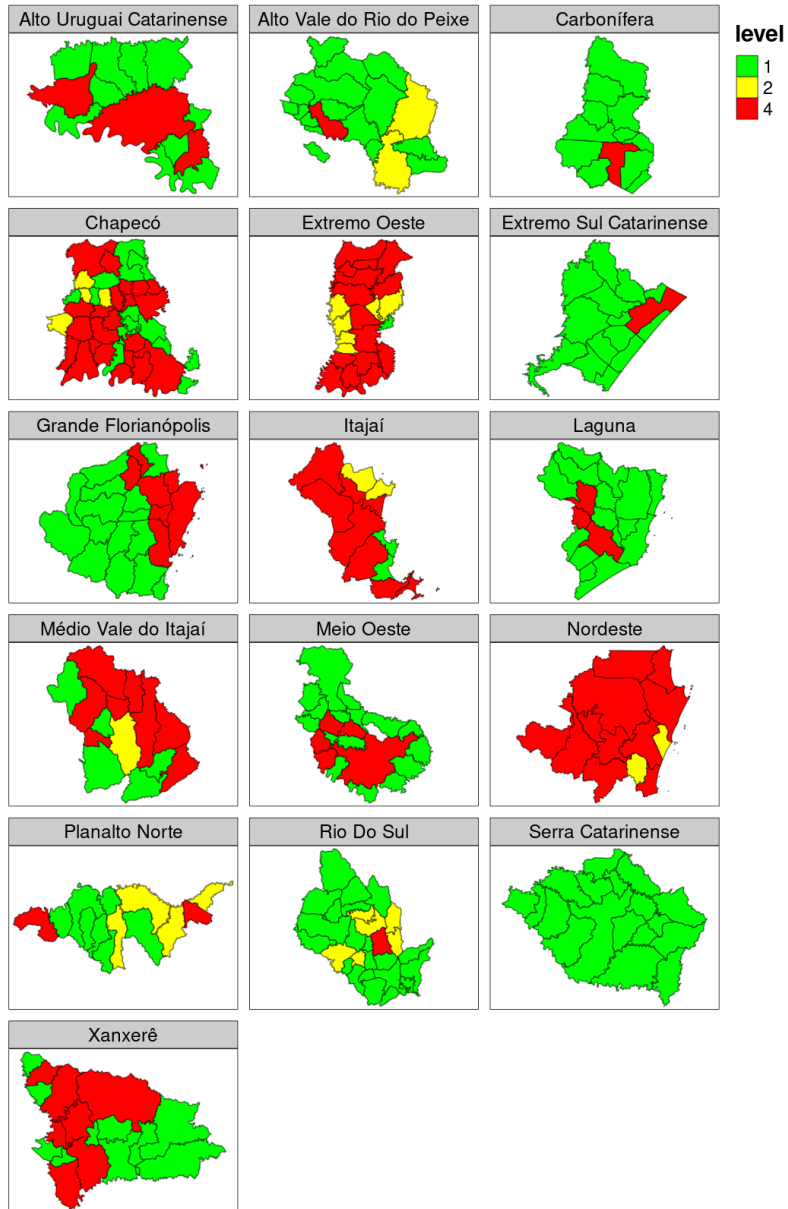 Alto Uruguai Catarinense
Alto Vale do Rio do Peixe
Carbonífera
level
1
2
4
Chapecó
Extremo Oeste
Extremo Sul Catarinense
Grande Florianópolis
Itajaí
Laguna
Médio Vale do Itajaí
Meio Oeste
Nordeste
Planalto Norte
Rio Do Sul
Serra Catarinense
Xanxerê